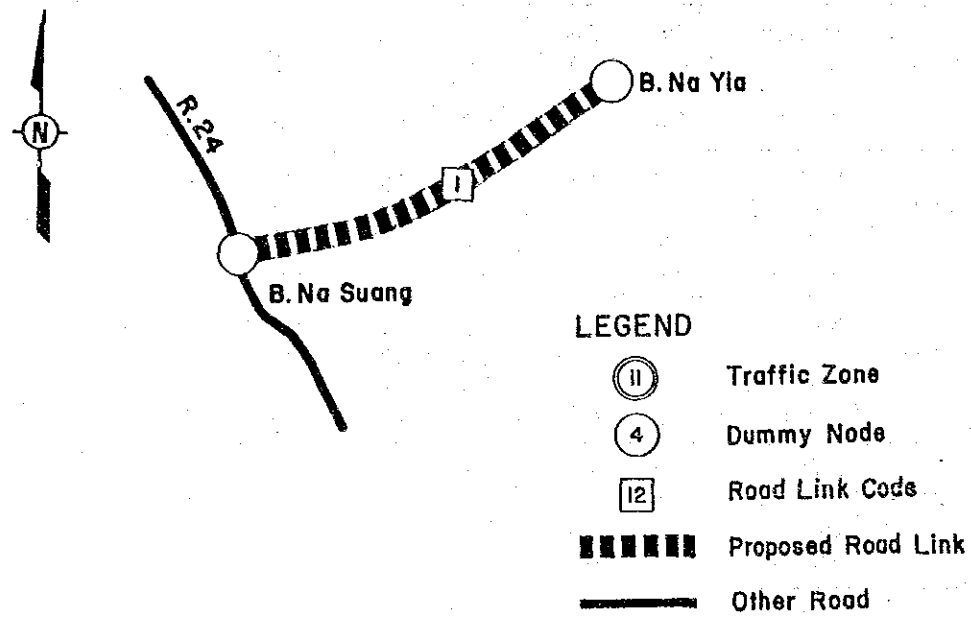 N
R.24
B. Na Yia
1
B. Na Suang
LEGEND
11 Traffic Zone
4 Dummy Node
12 Road Link Code
Proposed Road Link
Other Road